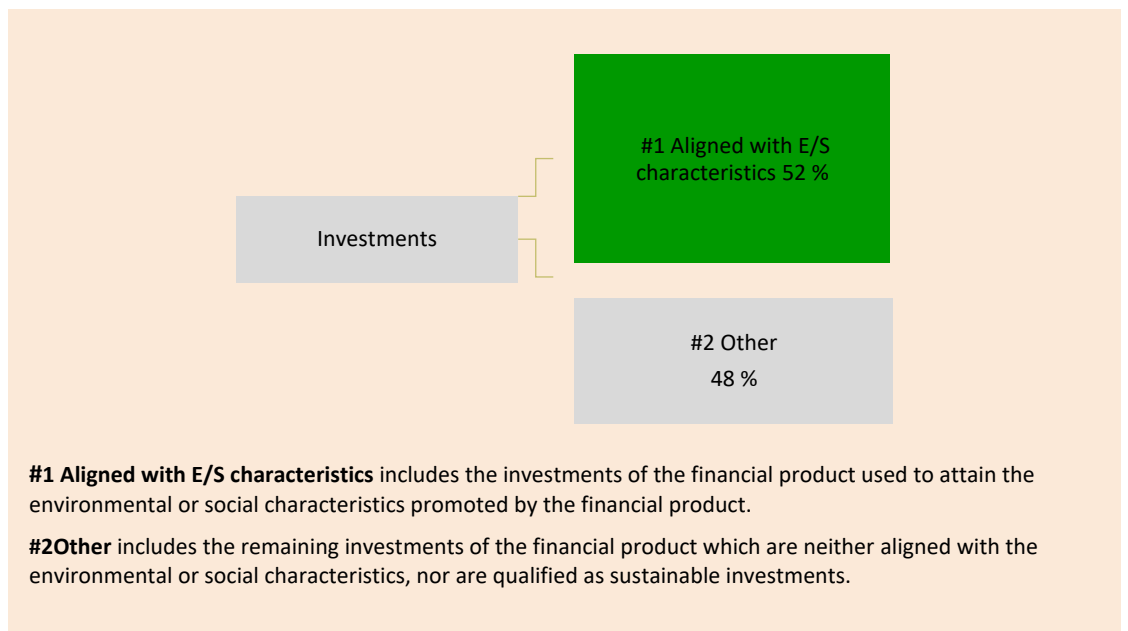 #1 Aligned with E/S
characteristics 52 %
Investments
#2 Other
48 %
#1 Aligned with E/S characteristics includes the investments of the financial product used to attain the
environmental or social characteristics promoted by the financial product.
#2Other includes the remaining investments of the financial product which are neither aligned with the
environmental or social characteristics, nor are qualified as sustainable investments.